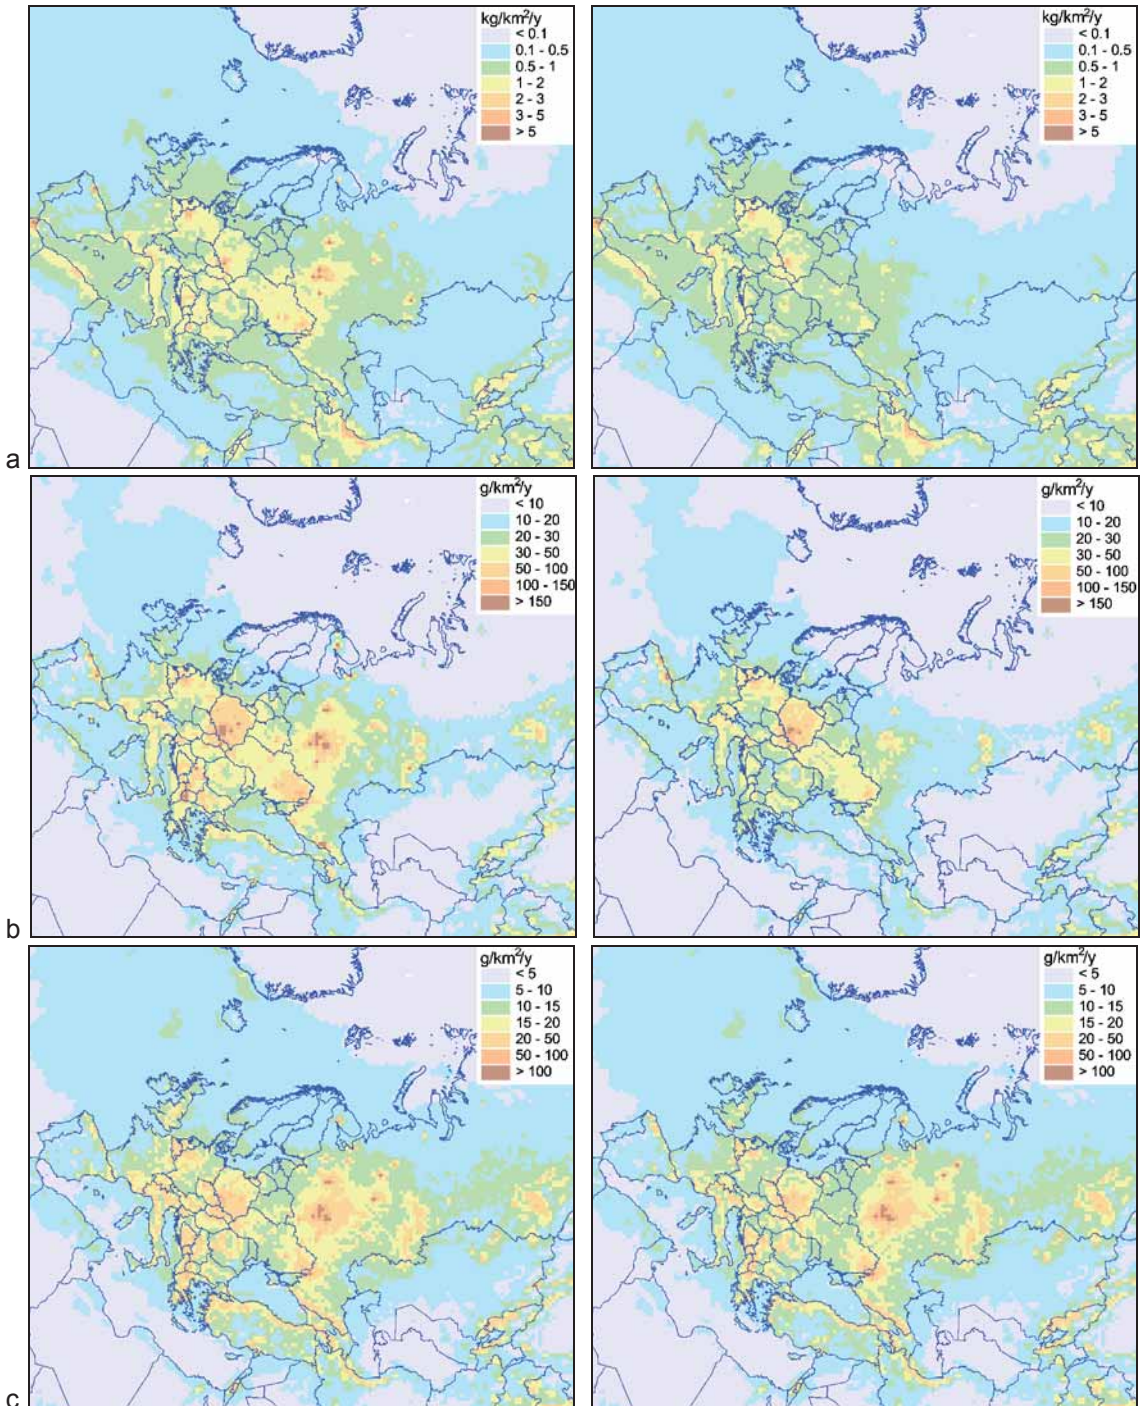 kg/km²/y
< 0.1
0.1 - 0.5
0.5 - 1
1 - 2
2 - 3
3 - 5
> 5
kg/km²/y
< 0.1
0.1 - 0.5
0.5 - 1
1 - 2
2 - 3
3 - 5
> 5
a
g/km²/y
< 10
10 - 20
20 - 30
30 - 50
50 - 100
100 - 150
> 150
g/km²/y
< 10
10 - 20
20 - 30
30 - 50
50 - 100
100 - 150
> 150
b
g/km²/y
< 5
5 - 10
10 - 15
15 - 20
20 - 50
50 - 100
> 100
g/km²/y
< 5
5 - 10
10 - 15
15 - 20
20 - 50
50 - 100
> 100
c